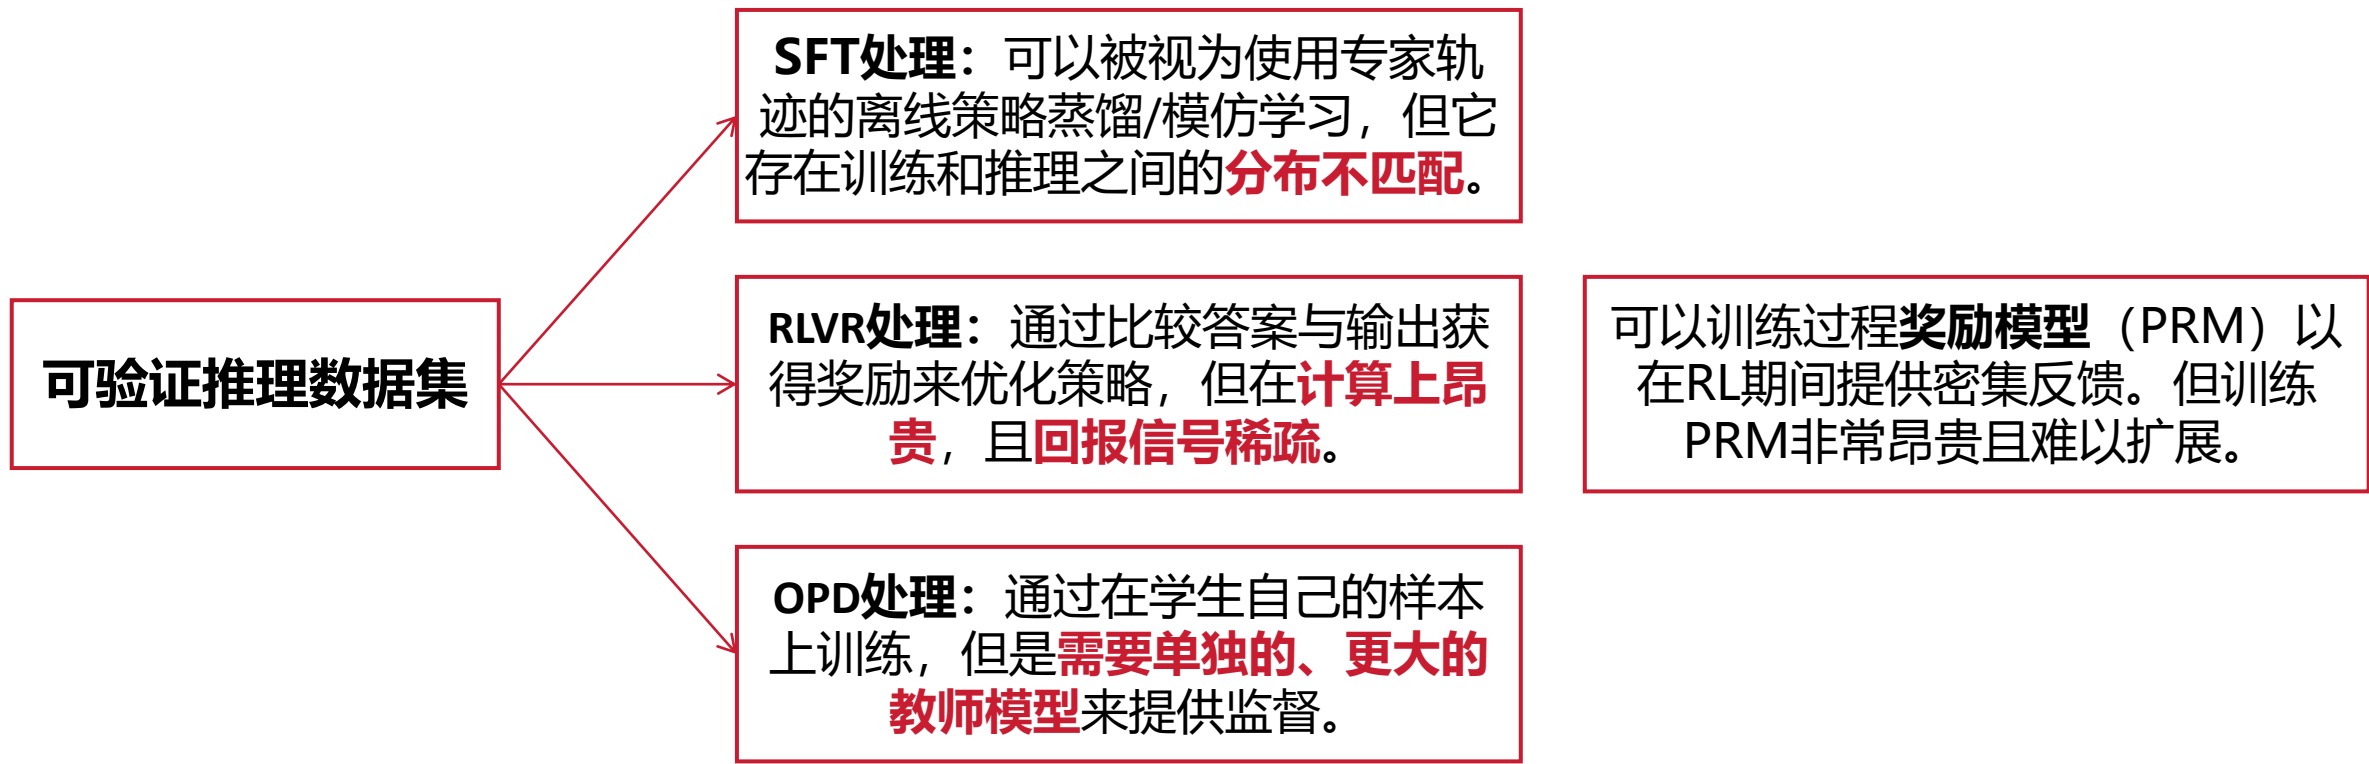 SFT处理：可以被视为使用专家轨
迹的离线策略蒸馏/模仿学习，但它
存在训练和推理之间的分布不匹配。
可验证推理数据集
RLVR处理：通过比较答案与输出获
得奖励来优化策略，但在计算上昂
贵，且回报信号稀疏。
可以训练过程奖励模型（PRM）以
在RL期间提供密集反馈。但训练
PRM非常昂贵且难以扩展。
OPD处理：通过在学生自己的样本
上训练，但是需要单独的、更大的
教师模型来提供监督。